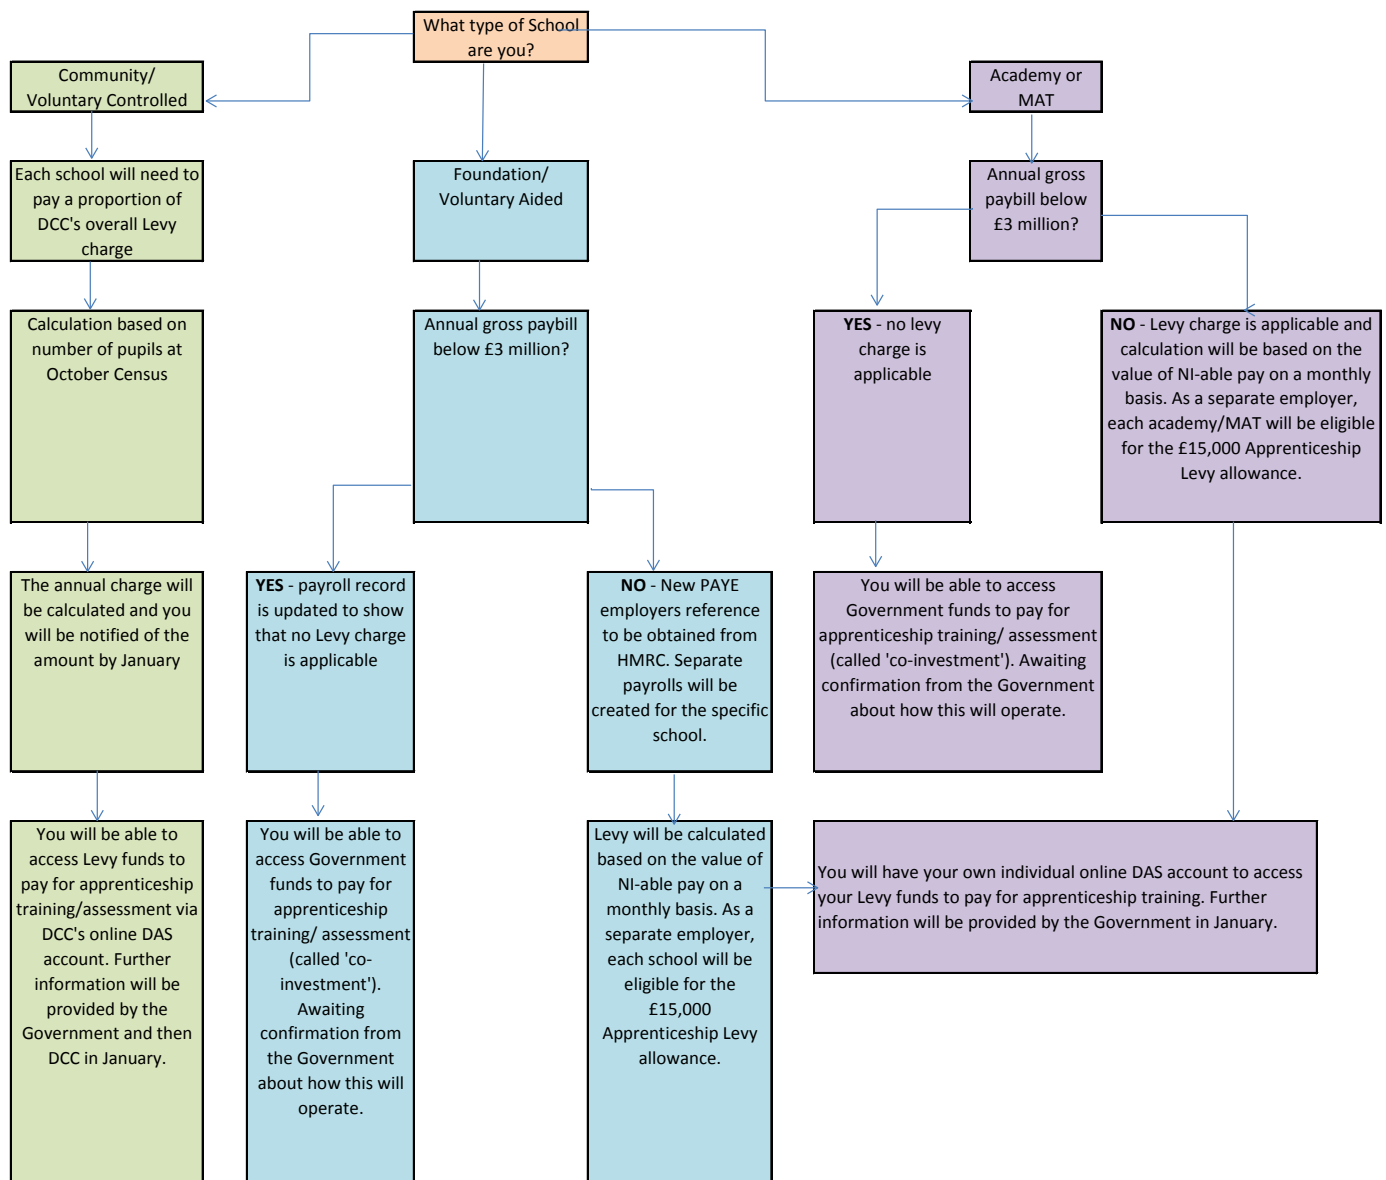 What type of School
are you?
Community/
Voluntary Controlled
Academy or
MAT
Each school will need to
pay a proportion of
DCC's overall Levy
charge
Foundation/
Voluntary Aided
Annual gross
paybill below
£3 million?
Calculation based on
number of pupils at
October Census
Annual gross paybill
below £3 million?
YES - no levy
charge is
applicable
NO - Levy charge is applicable and
calculation will be based on the
value of NI-able pay on a monthly
basis. As a separate employer,
each academy/MAT will be eligible
for the £15,000 Apprenticeship
Levy allowance.
The annual charge will
be calculated and you
will be notified of the
amount by January
YES - payroll record
is updated to show
that no Levy charge
is applicable
NO - New PAYE
employers reference
to be obtained from
HMRC. Separate
payrolls will be
created for the specific
school.
You will be able to access
Government funds to pay for
apprenticeship training/ assessment
(called 'co-investment'). Awaiting
confirmation from the Government
about how this will operate.
You will be able to
access Levy funds to
pay for apprenticeship
training/assessment via
DCC's online DAS
account. Further
information will be
provided by the
Government and then
DCC in January.
You will be able to
access Government
funds to pay for
apprenticeship
training/ assessment
(called 'co-
investment').
Awaiting
confirmation from
the Government
about how this will
operate.
Levy will be calculated
based on the value of
NI-able pay on a
monthly basis. As a
separate employer,
each school will be
eligible for the
£15,000
Apprenticeship Levy
allowance.
You will have your own individual online DAS account to access
your Levy funds to pay for apprenticeship training. Further
information will be provided by the Government in January.